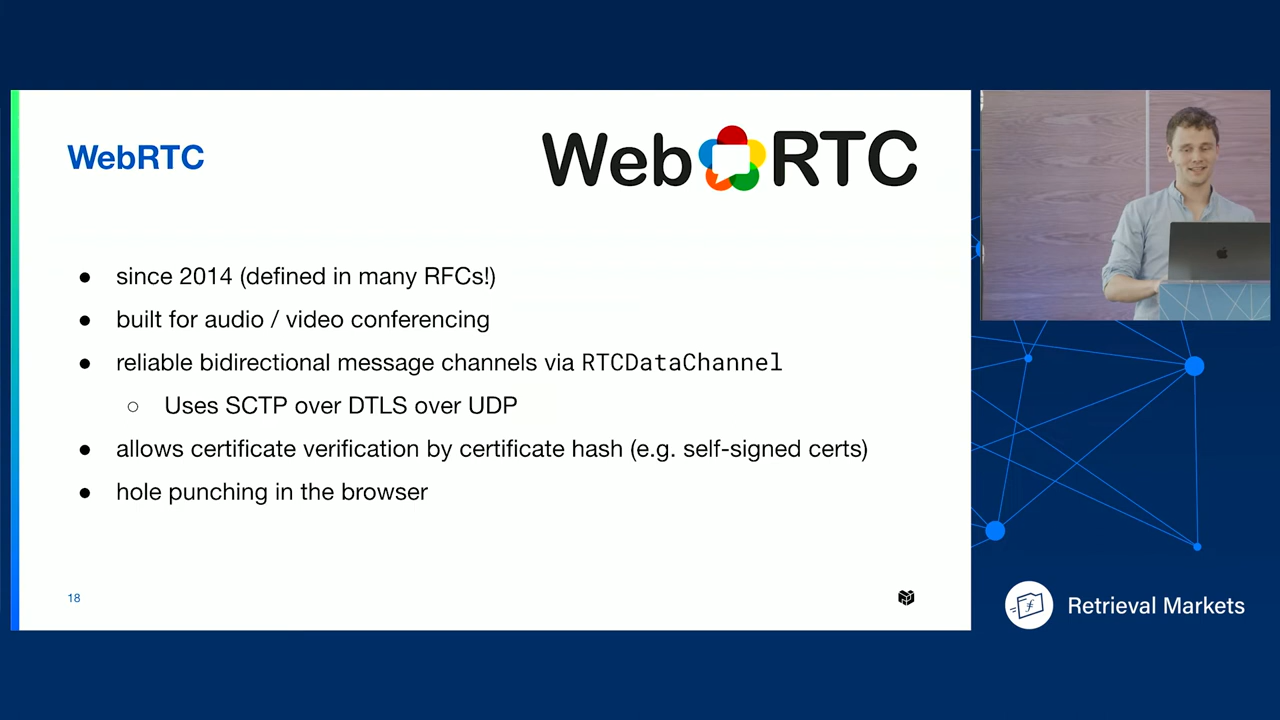 WebRTC
Web RTC
● since 2014 (defined in many RFCs!)
● built for audio / video conferencing
● reliable bidirectional message channels via RTCDataChannel
○ Uses SCTP over DTLS over UDP
● allows certificate verification by certificate hash (e.g. self-signed certs)
● hole punching in the browser
18
Retrieval Markets